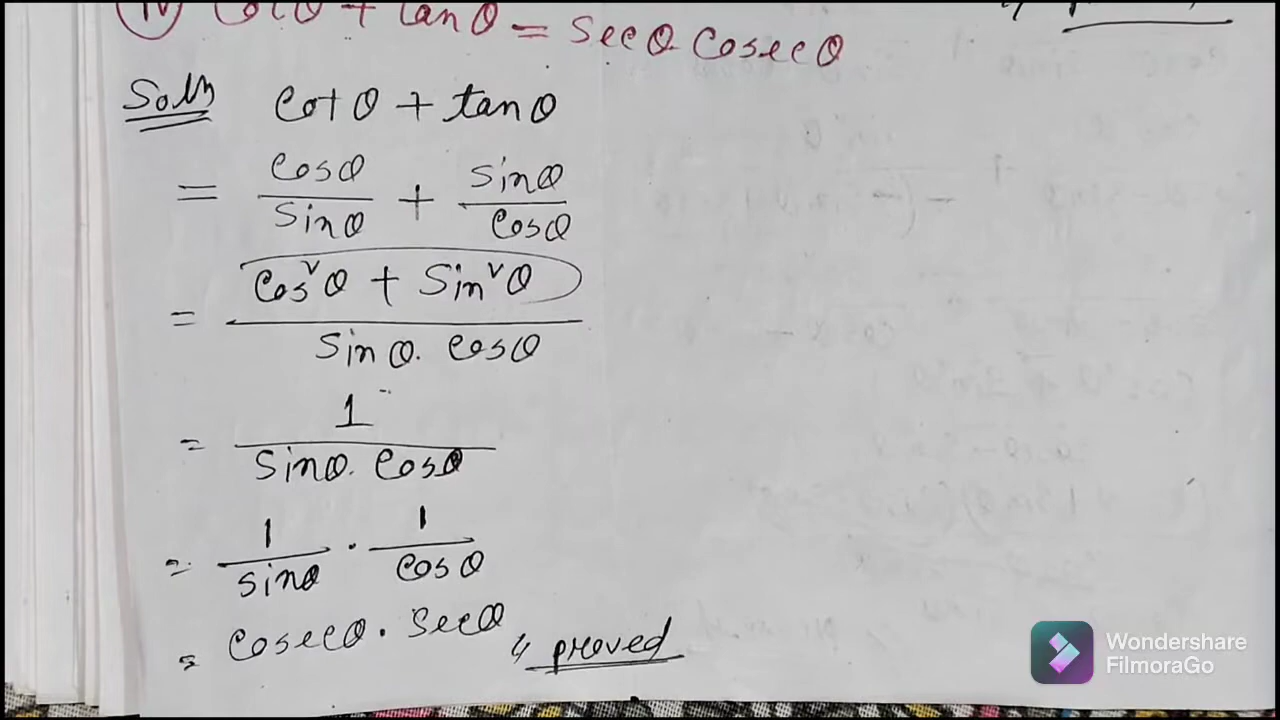 (iv) cotθ + tanθ = secθ. cosecθ
Soln cotθ + tanθ
= cosθ/sinθ + sinθ/cosθ
= cos²θ + sin²θ / sinθ. cosθ
= 1 / sinθ. cosθ
= 1/sinθ . 1/cosθ
= cosecθ . secθ proved
Wondershare
FilmoraGo